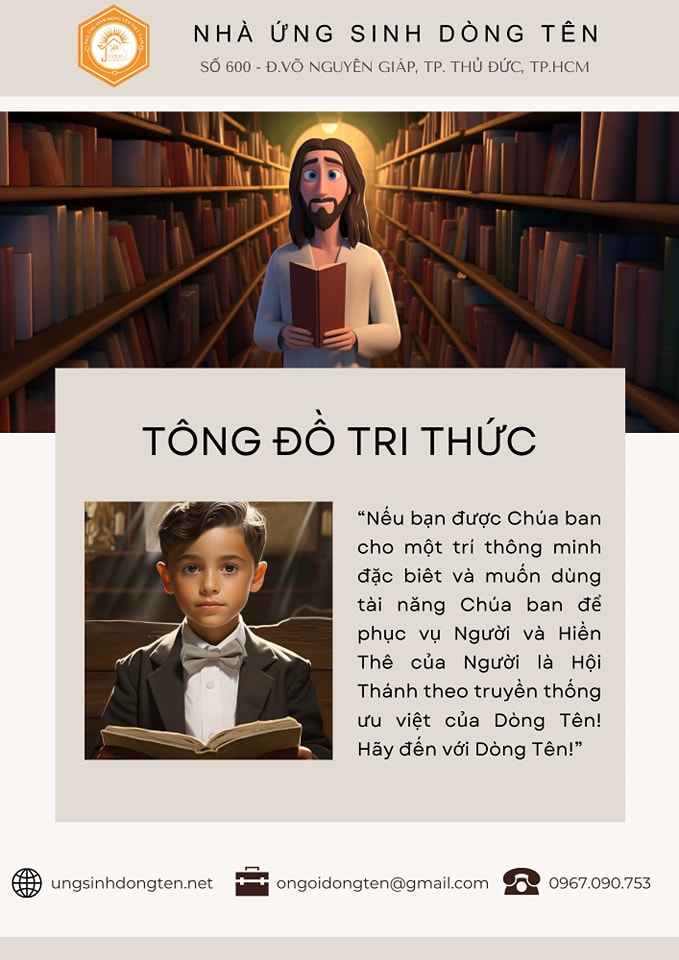 NHÀ ỨNG SINH DÒNG TÊN
SỐ 600 - Đ.VÕ NGUYÊN GIÁP, TP. THỦ ĐỨC, TP.HCM
TÔNG ĐỒ TRI THỨC
“Nếu bạn được Chúa ban
cho một trí thông minh
đặc biêt và muốn dùng
tài năng Chúa ban để
phục vụ Người và Hiền
Thê của Người là Hội
Thánh theo truyền thống
ưu việt của Dòng Tên!
Hãy đến với Dòng Tên!”
ungsinhdongten.net
ongoidongten@gmail.com
0967.090.753